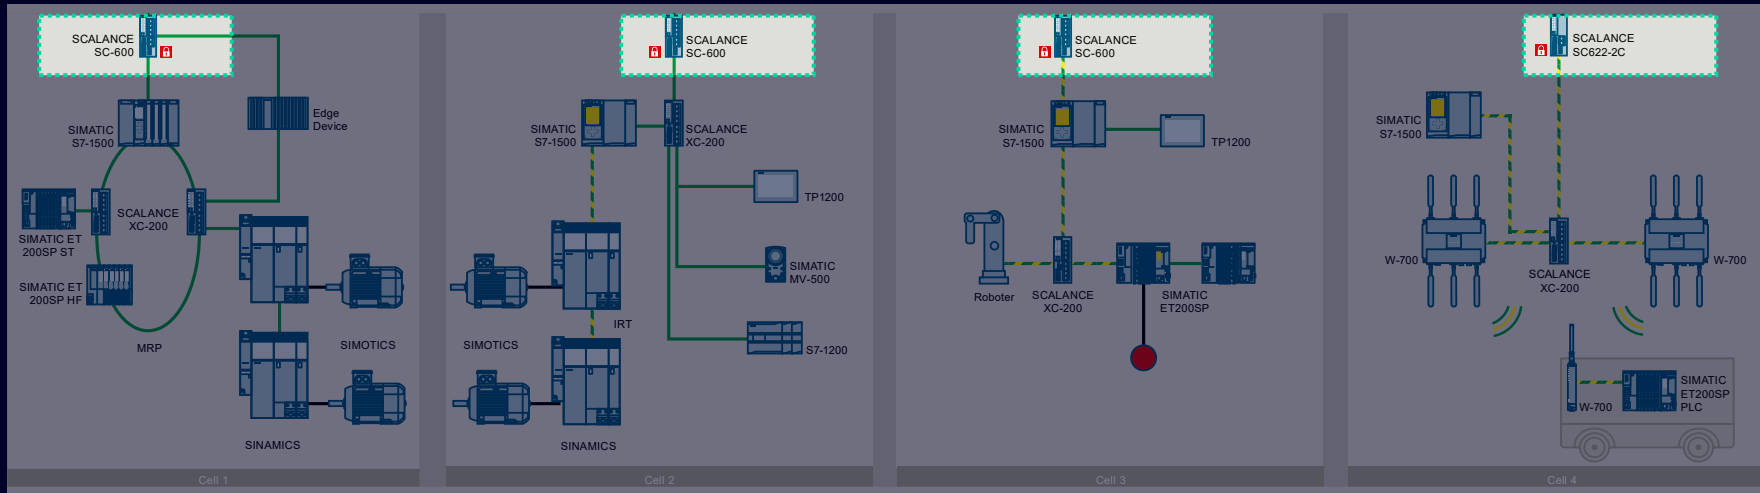 SCALANCE
SC-600
SIMATIC
S7-1500
Edge
Device
SCALANCE
XC-200
SIMATIC ET
200SP ST
SIMATIC ET
200SP HF
MRP
SIMOTICS
SINAMICS
Cell 1
SCALANCE
SC-600
SIMATIC
S7-1500
SCALANCE
XC-200
TP1200
SIMATIC
MV-500
IRT
SIMOTICS
S7-1200
SINAMICS
Cell 2
SCALANCE
SC-600
SIMATIC
S7-1500
TP1200
Roboter
SCALANCE
XC-200
SIMATIC
ET200SP
Cell 3
SCALANCE
SC622-2C
SIMATIC
S7-1500
W-700
SCALANCE
XC-200
W-700
W-700
SIMATIC
ET200SP
PLC
Cell 4